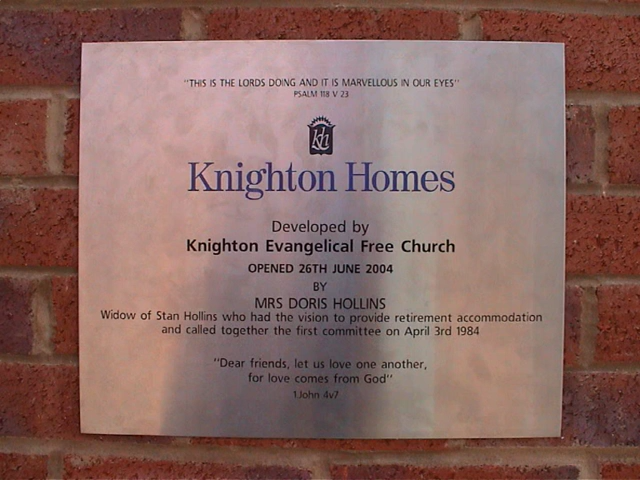 "THIS IS THE LORDS DOING AND IT IS MARVELLOUS IN OUR EYES"
PSALM 118 V 23
kh
Knighton Homes
Developed by
Knighton Evangelical Free Church
OPENED 26TH JUNE 2004
BY
MRS DORIS HOLLINS
Widow of Stan Hollins who had the vision to provide retirement accommodation
and called together the first committee on April 3rd 1984
"Dear friends, let us love one another,
for love comes from God"
1John 4v7